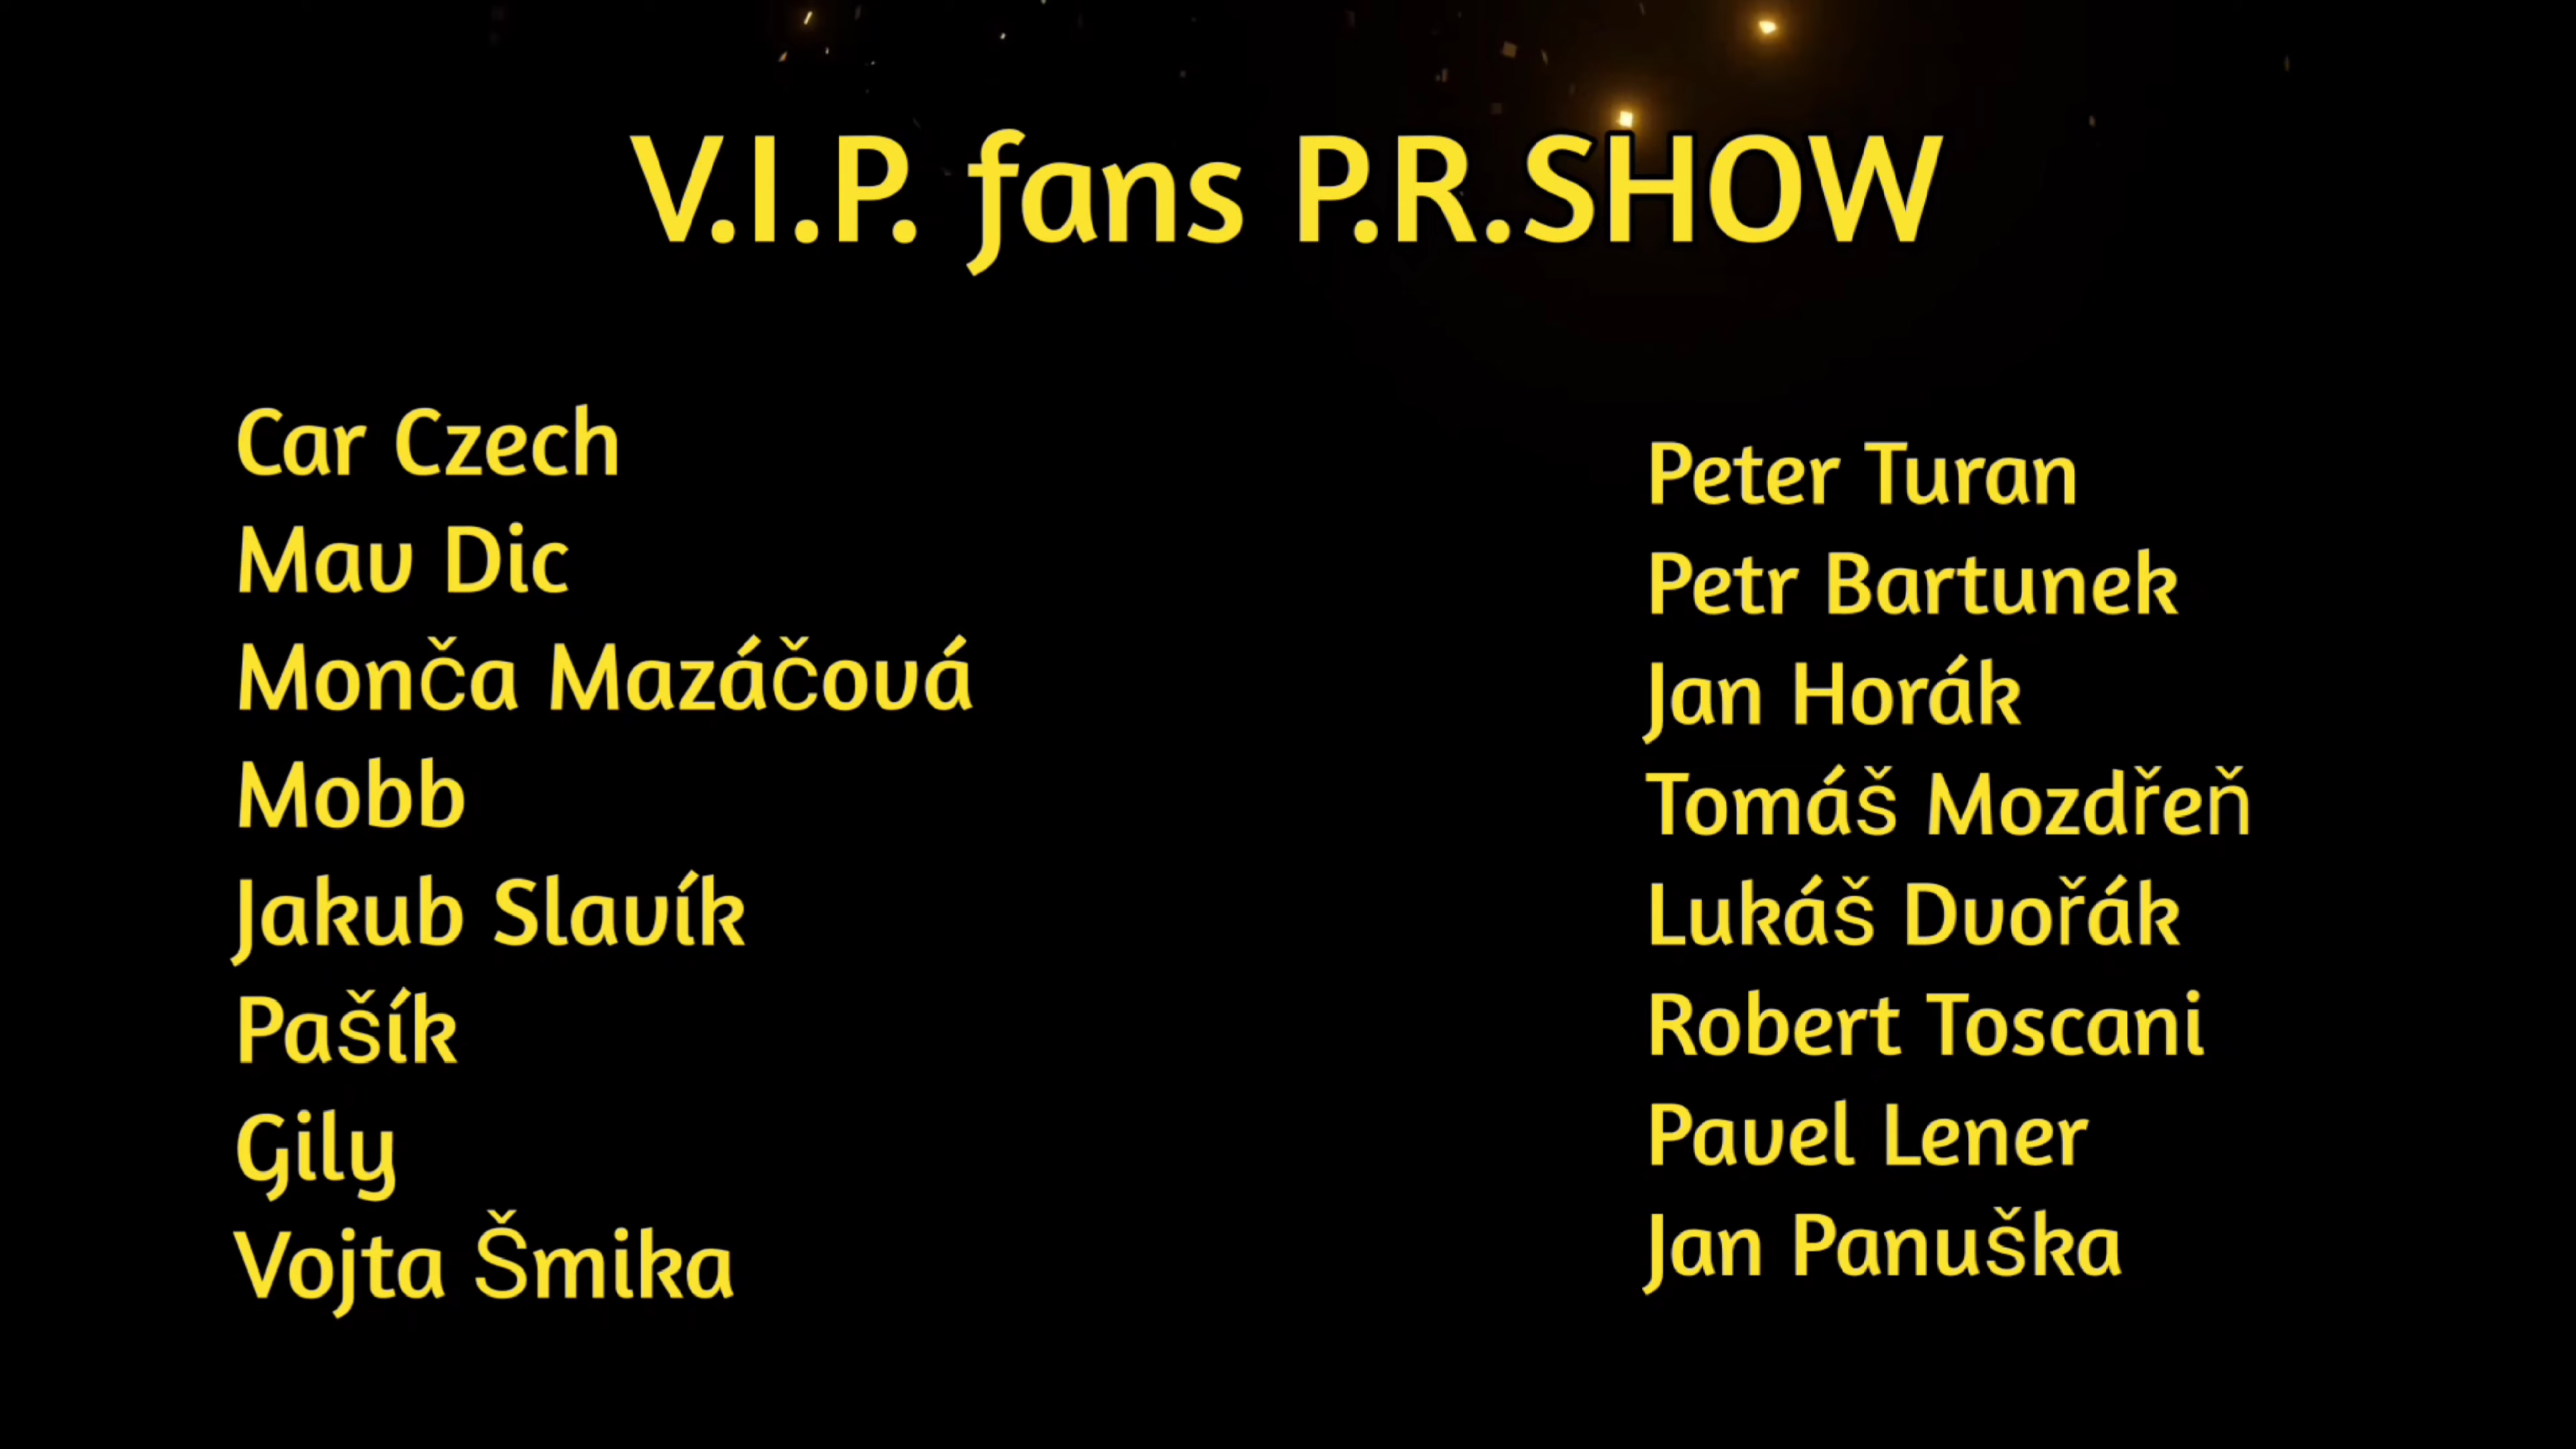 V.I.P. fans P.R.SHOW
Car Czech
Mav Dic
Monča Mazáčová
Mobb
Jakub Slavík
Pašík
Gily
Vojta Šmika
Peter Turan
Petr Bartunek
Jan Horák
Tomáš Mozdřeň
Lukáš Dvořák
Robert Toscani
Pavel Lener
Jan Panuška